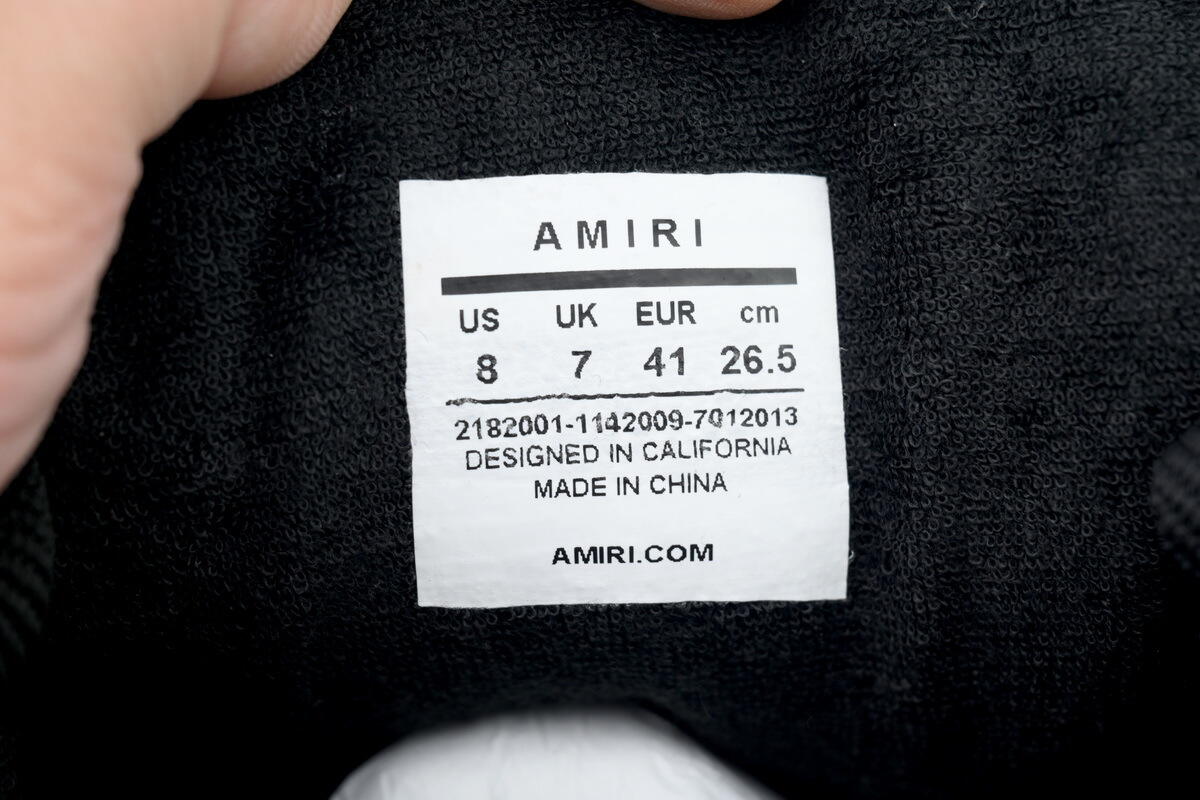 AMIRI
US UK EUR cm
8 7 41 26.5
2182001-1142009-7012013
DESIGNED IN CALIFORNIA
MADE IN CHINA
AMIRI.COM